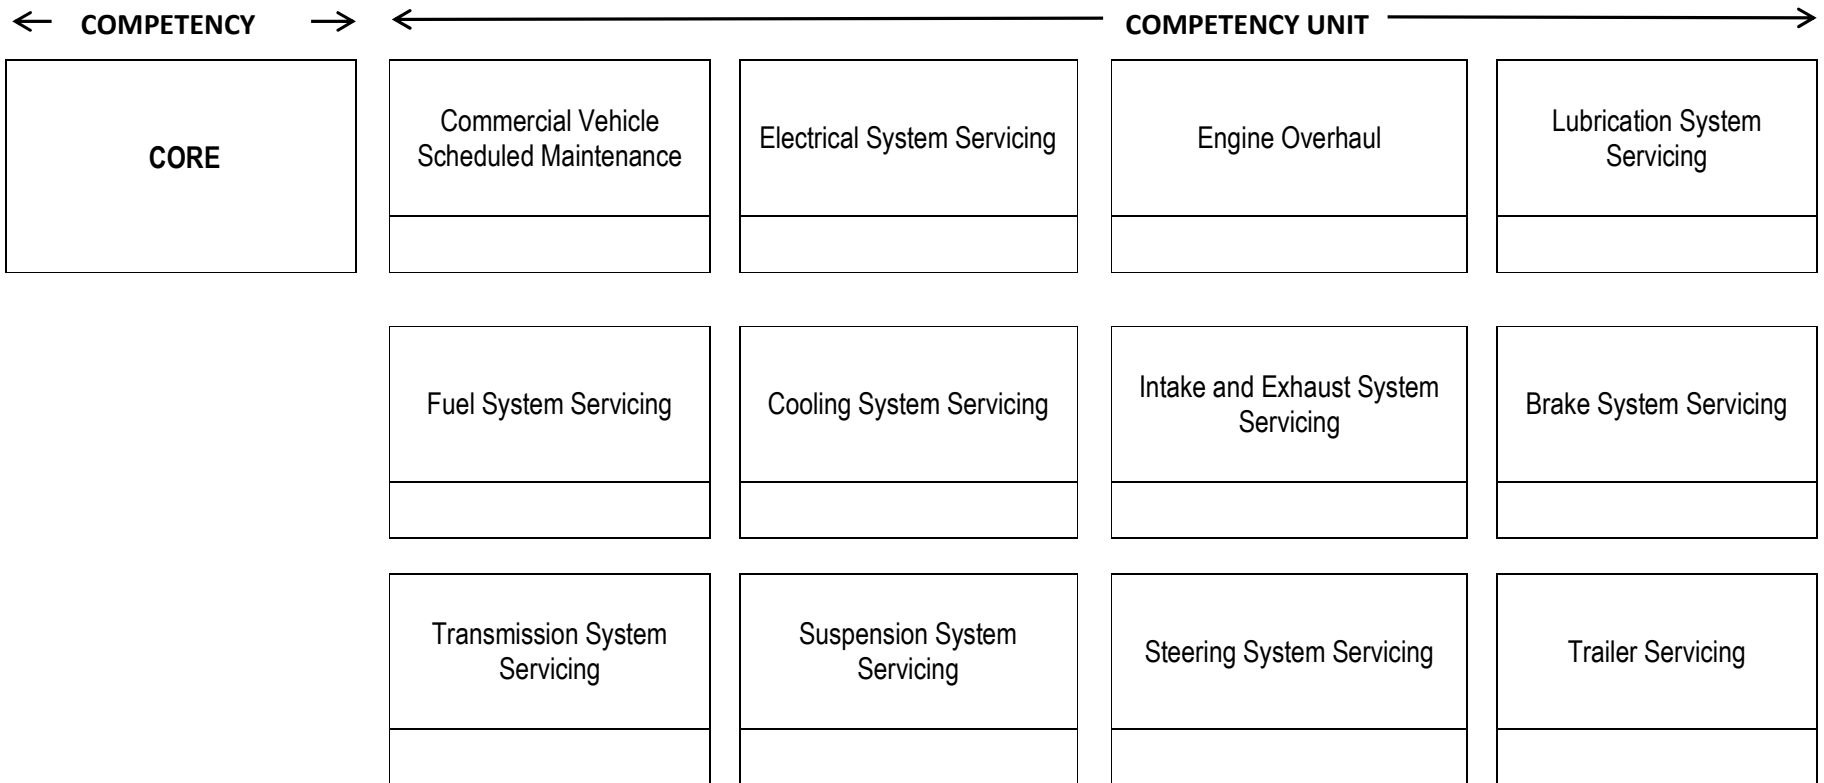 COMPETENCY
COMPETENCY UNIT
CORE
Commercial Vehicle
Scheduled Maintenance
Electrical System Servicing
Engine Overhaul
Lubrication System
Servicing
Fuel System Servicing
Cooling System Servicing
Intake and Exhaust System
Servicing
Brake System Servicing
Transmission System
Servicing
Suspension System
Servicing
Steering System Servicing
Trailer Servicing